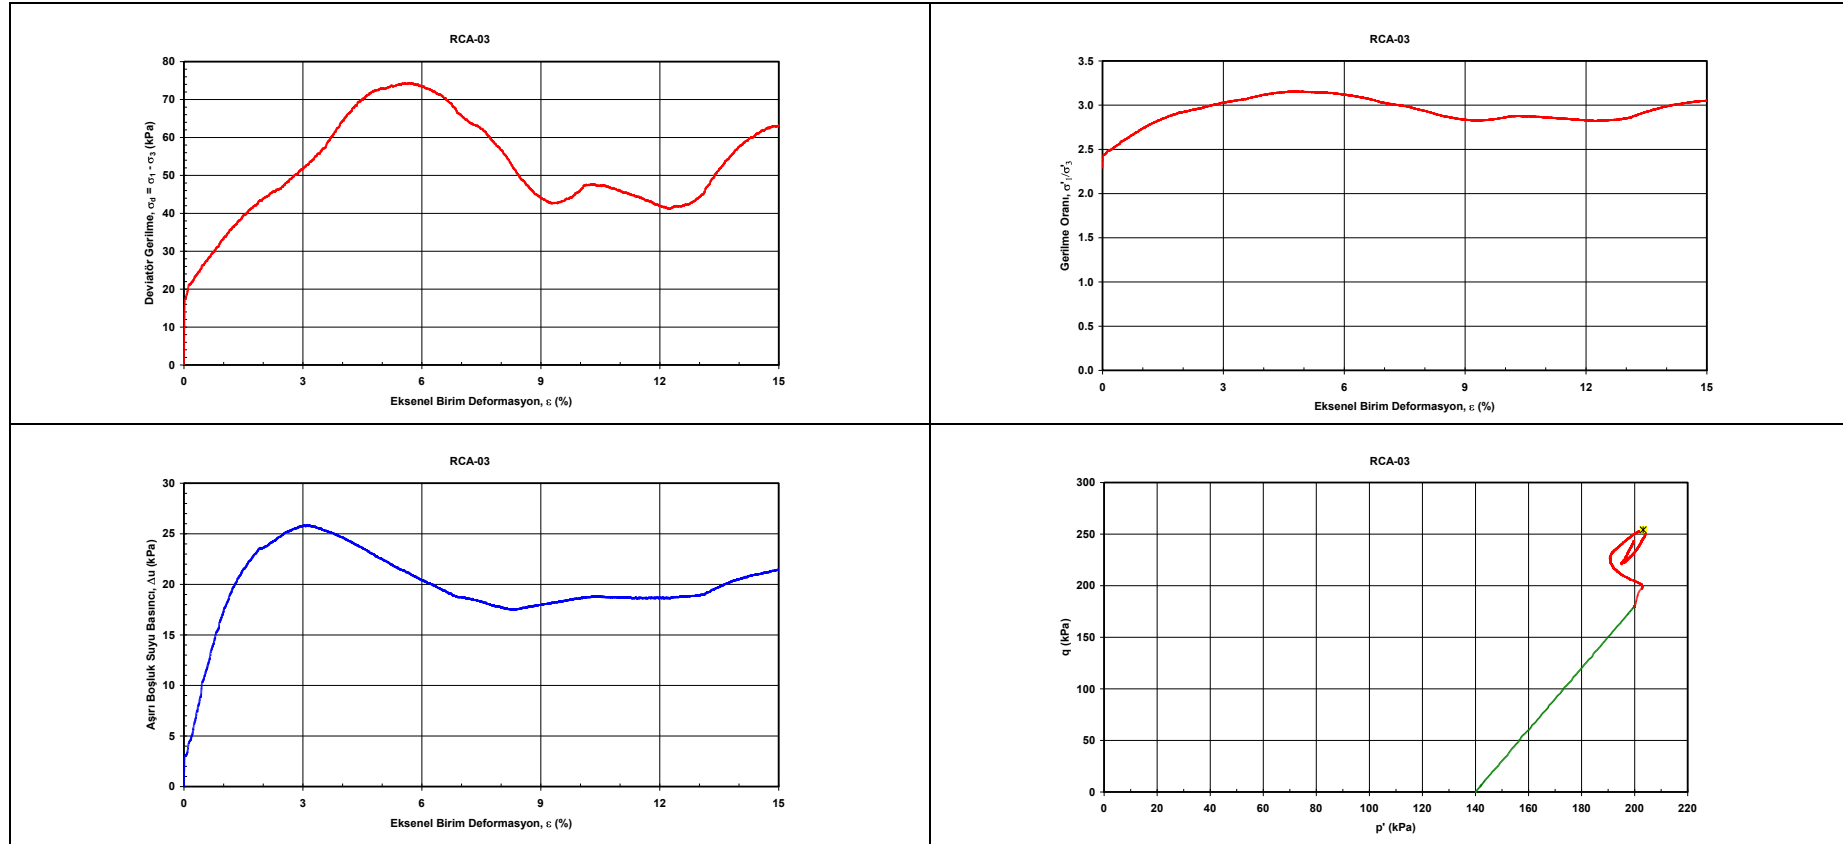 RCA-03
Deviatör Gerilme, σd = σ1 - σ3 (kPa)
80
70
60
50
40
30
20
10
0
0 3 6 9 12 15
Eksenel Birim Deformasyon, ε (%)
RCA-03
Gerilme Oranı, σ'1/σ'3
3.5
3.0
2.5
2.0
1.5
1.0
0.5
0.0
0 3 6 9 12 15
Eksenel Birim Deformasyon, ε (%)
RCA-03
Aşırı Boşluk Suyu Basıncı, Δu (kPa)
30
25
20
15
10
5
0
0 3 6 9 12 15
Eksenel Birim Deformasyon, ε (%)
RCA-03
q (kPa)
300
250
200
150
100
50
0
0 20 40 60 80 100 120 140 160 180 200 220
p' (kPa)